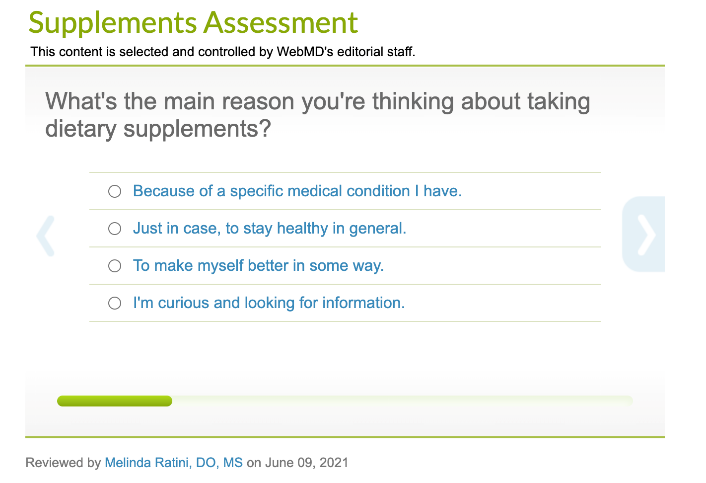 Supplements Assessment
This content is selected and controlled by WebMD's editorial staff.
What's the main reason you're thinking about taking
dietary supplements?
Because of a specific medical condition I have.
Just in case, to stay healthy in general.
To make myself better in some way.
I'm curious and looking for information.
Reviewed by Melinda Ratini, DO, MS on June 09, 2021